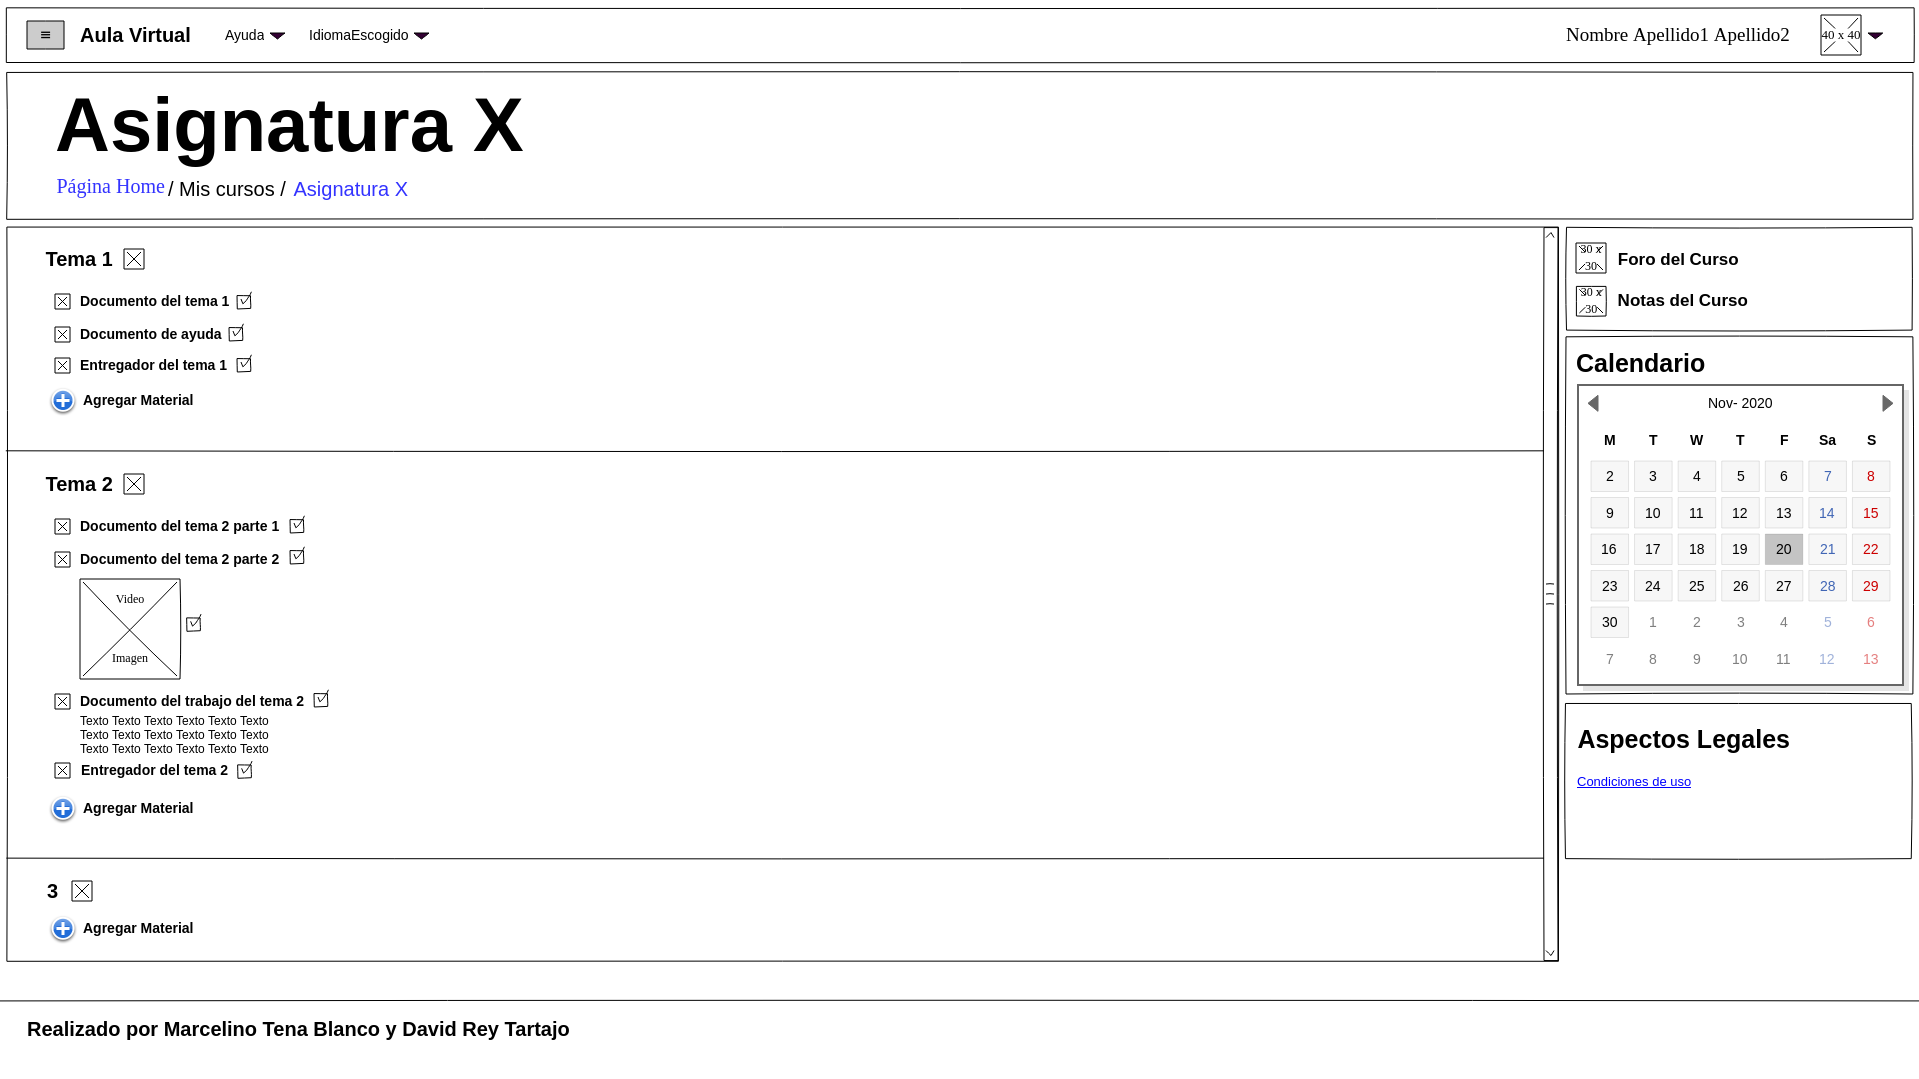 ≡ Aula Virtual Ayuda IdiomaEscogido Nombre Apellido1 Apellido2 40 x 40
Asignatura X
Página Home / Mis cursos / Asignatura X
Tema 1
Documento del tema 1
Documento de ayuda
Entregador del tema 1
Agregar Material
Tema 2
Documento del tema 2 parte 1
Documento del tema 2 parte 2
Video
Imagen
Documento del trabajo del tema 2
Texto Texto Texto Texto Texto Texto
Texto Texto Texto Texto Texto Texto
Texto Texto Texto Texto Texto Texto
Entregador del tema 2
Agregar Material
3
Agregar Material
30 x
30
Foro del Curso
30 x
30
Notas del Curso
Calendario
Nov- 2020
M T W T F Sa S
2 3 4 5 6 7 8
9 10 11 12 13 14 15
16 17 18 19 20 21 22
23 24 25 26 27 28 29
30 1 2 3 4 5 6
7 8 9 10 11 12 13
Aspectos Legales
Condiciones de uso
Realizado por Marcelino Tena Blanco y David Rey Tartajo